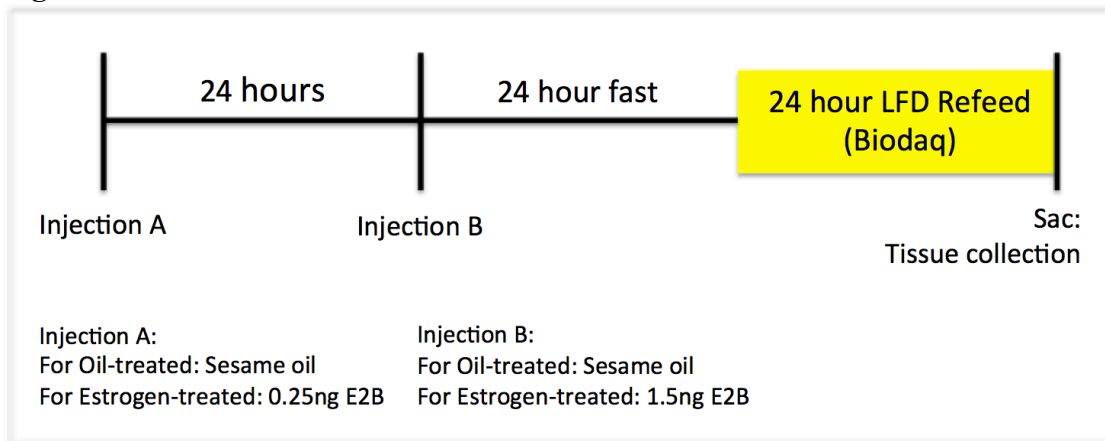 24 hours
24 hour fast
24 hour LFD Refeed
(Biodaq)
Injection A
Injection B
Sac:
Tissue collection
Injection A:
For Oil-treated: Sesame oil
For Estrogen-treated: 0.25ng E2B
Injection B:
For Oil-treated: Sesame oil
For Estrogen-treated: 1.5ng E2B